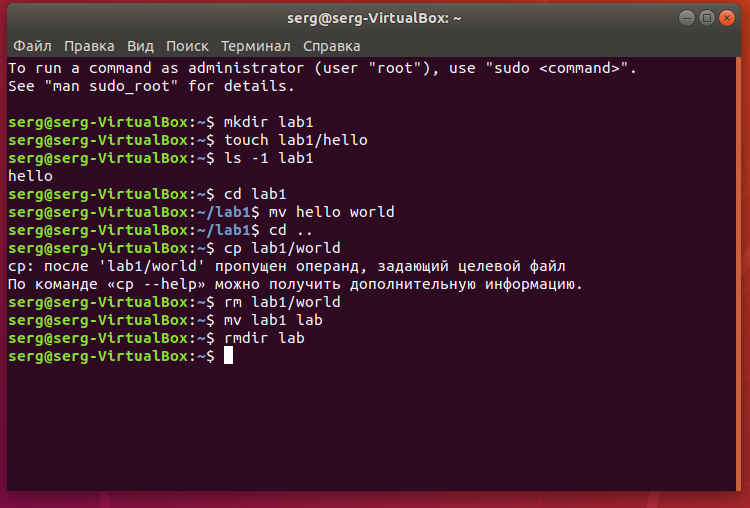 serg@serg-VirtualBox: ~
Файл Правка Вид Поиск Терминал Справка
To run a command as administrator (user "root"), use "sudo <command>".
See "man sudo_root" for details.
serg@serg-VirtualBox:~$ mkdir lab1
serg@serg-VirtualBox:~$ touch lab1/hello
serg@serg-VirtualBox:~$ ls -1 lab1
hello
serg@serg-VirtualBox:~$ cd lab1
serg@serg-VirtualBox:~/lab1$ mv hello world
serg@serg-VirtualBox:~/lab1$ cd ..
serg@serg-VirtualBox:~$ cp lab1/world
cp: после 'lab1/world' пропущен операнд, задающий целевой файл
По команде «cp --help» можно получить дополнительную информацию.
serg@serg-VirtualBox:~$ rm lab1/world
serg@serg-VirtualBox:~$ mv lab1 lab
serg@serg-VirtualBox:~$ rmdir lab
serg@serg-VirtualBox:~$